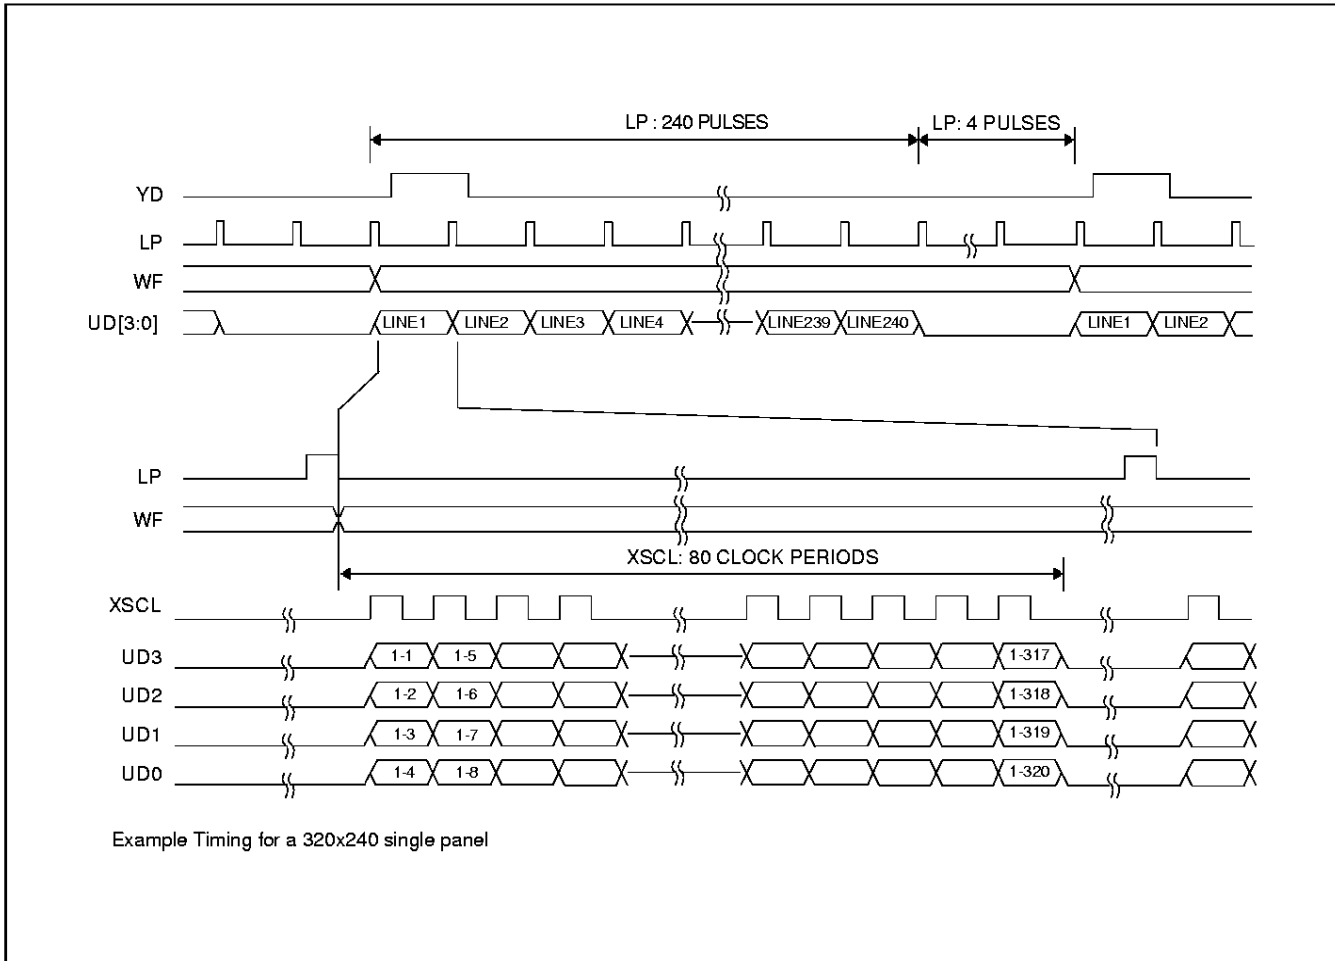 LP : 240 PULSES
LP: 4 PULSES
YD
LP
WF
UD[3:0]
LINE1
LINE2
LINE3
LINE4
LINE239
LINE240
LINE1
LINE2
LP
WF
XSCL: 80 CLOCK PERIODS
XSCL
UD3
1-1
1-5
1-317
UD2
1-2
1-6
1-318
UD1
1-3
1-7
1-319
UD0
1-4
1-8
1-320
Example Timing for a 320x240 single panel